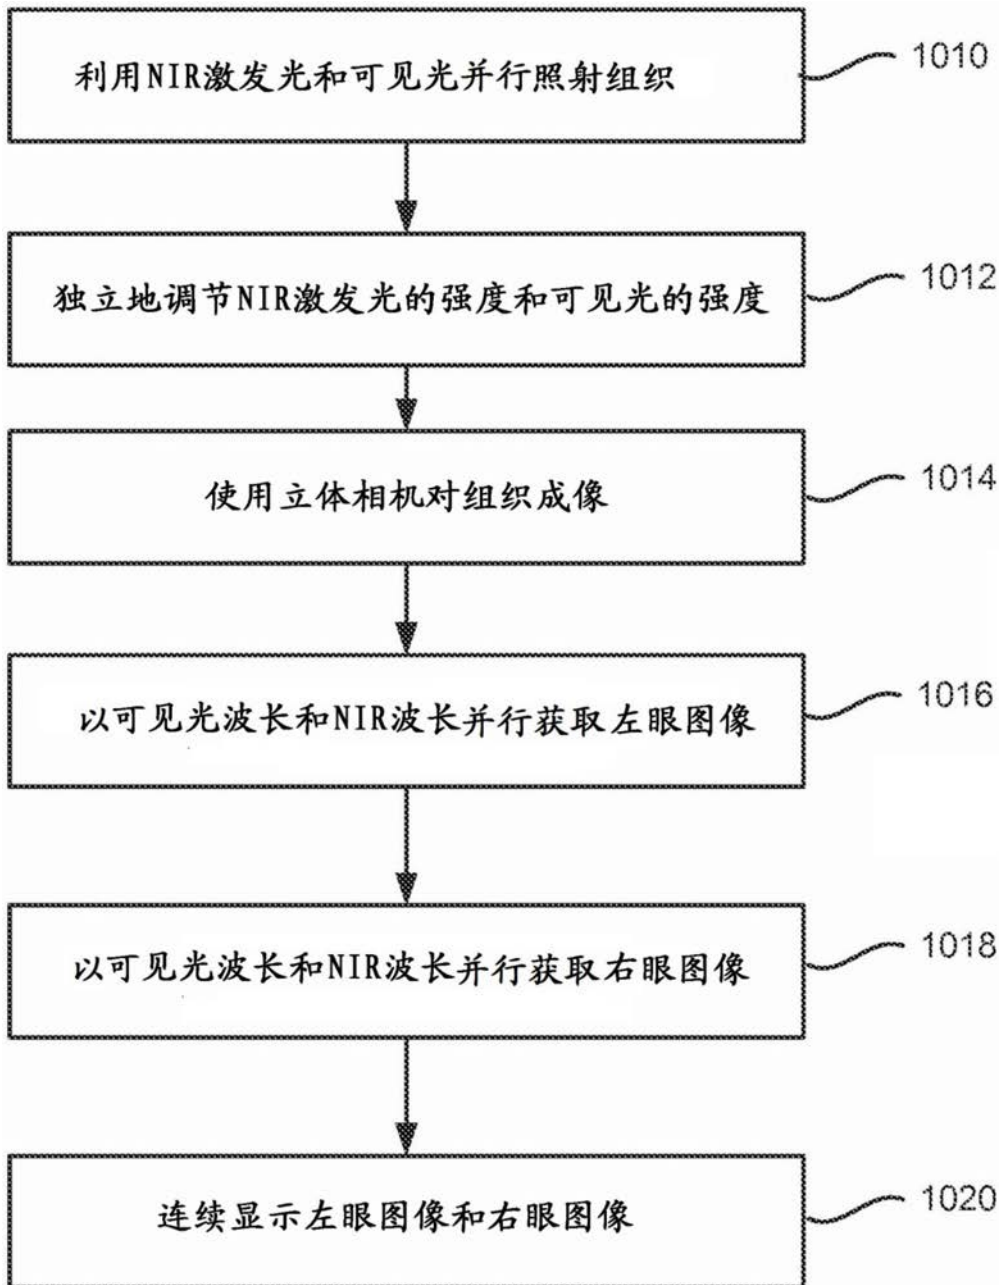 利用NIR激发光和可见光并行照射组织
1010
独立地调节NIR激发光的强度和可见光的强度
1012
使用立体相机对组织成像
1014
以可见光波长和NIR波长并行获取左眼图像
1016
以可见光波长和NIR波长并行获取右眼图像
1018
连续显示左眼图像和右眼图像
1020